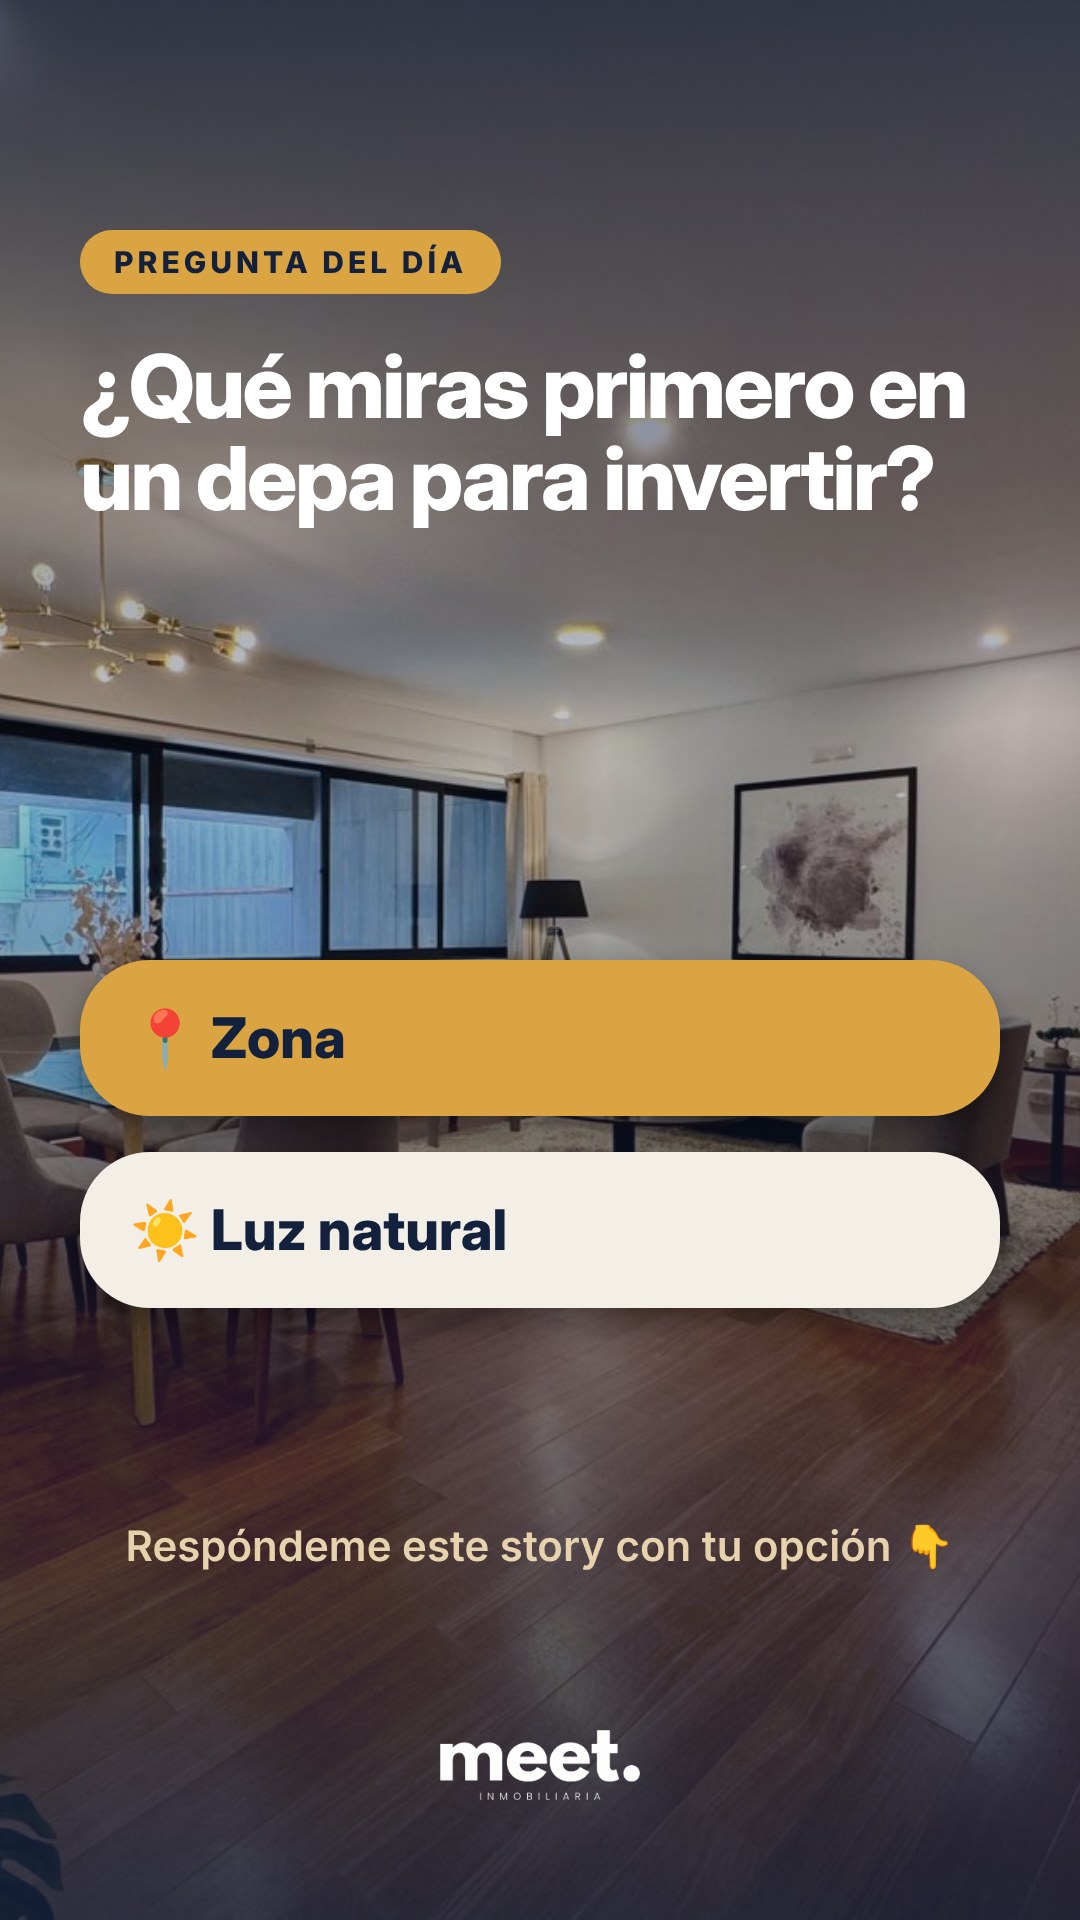 PREGUNTA DEL DÍA
¿Qué miras primero en
un depa para invertir?
📍 Zona
☀️ Luz natural
Respóndeme este story con tu opción 👇
meet.
INMOBILIARIA